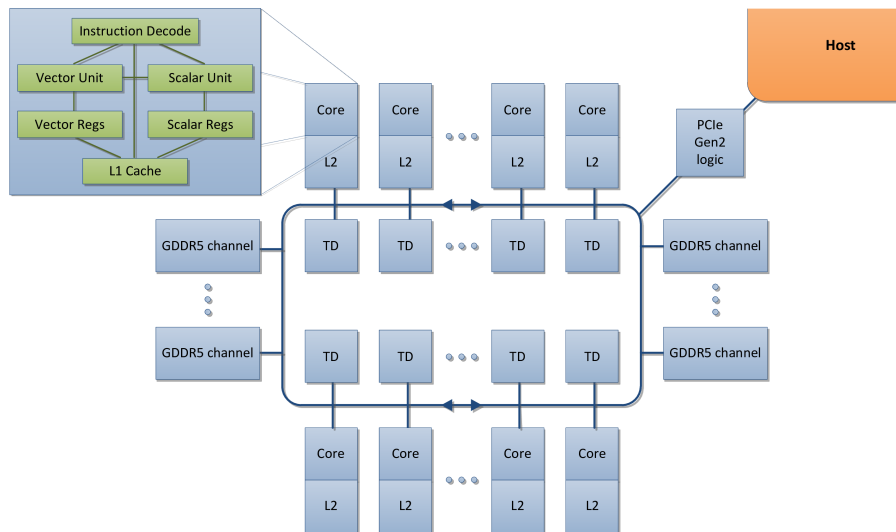 Instruction Decode
Vector Unit
Scalar Unit
Vector Regs
Scalar Regs
L1 Cache
Host
PCIe
Gen2
logic
Core Core Core Core
L2 L2 L2 L2
GDDR5 channel
TD TD TD TD
GDDR5 channel
GDDR5 channel
TD TD TD TD
GDDR5 channel
Core Core Core Core
L2 L2 L2 L2